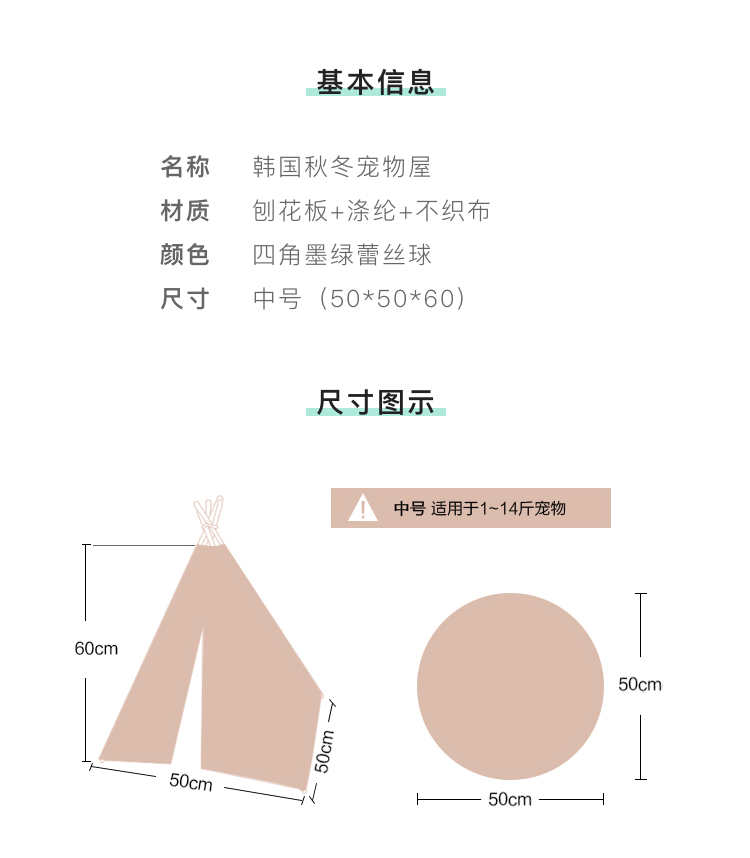 基本信息
名称 韩国秋冬宠物屋
材质 刨花板+涤纶+不织布
颜色 四角墨绿蕾丝球
尺寸 中号（50*50*60）
尺寸图示
中号 适用于1~14斤宠物
60cm
50cm
50cm
50cm
50cm